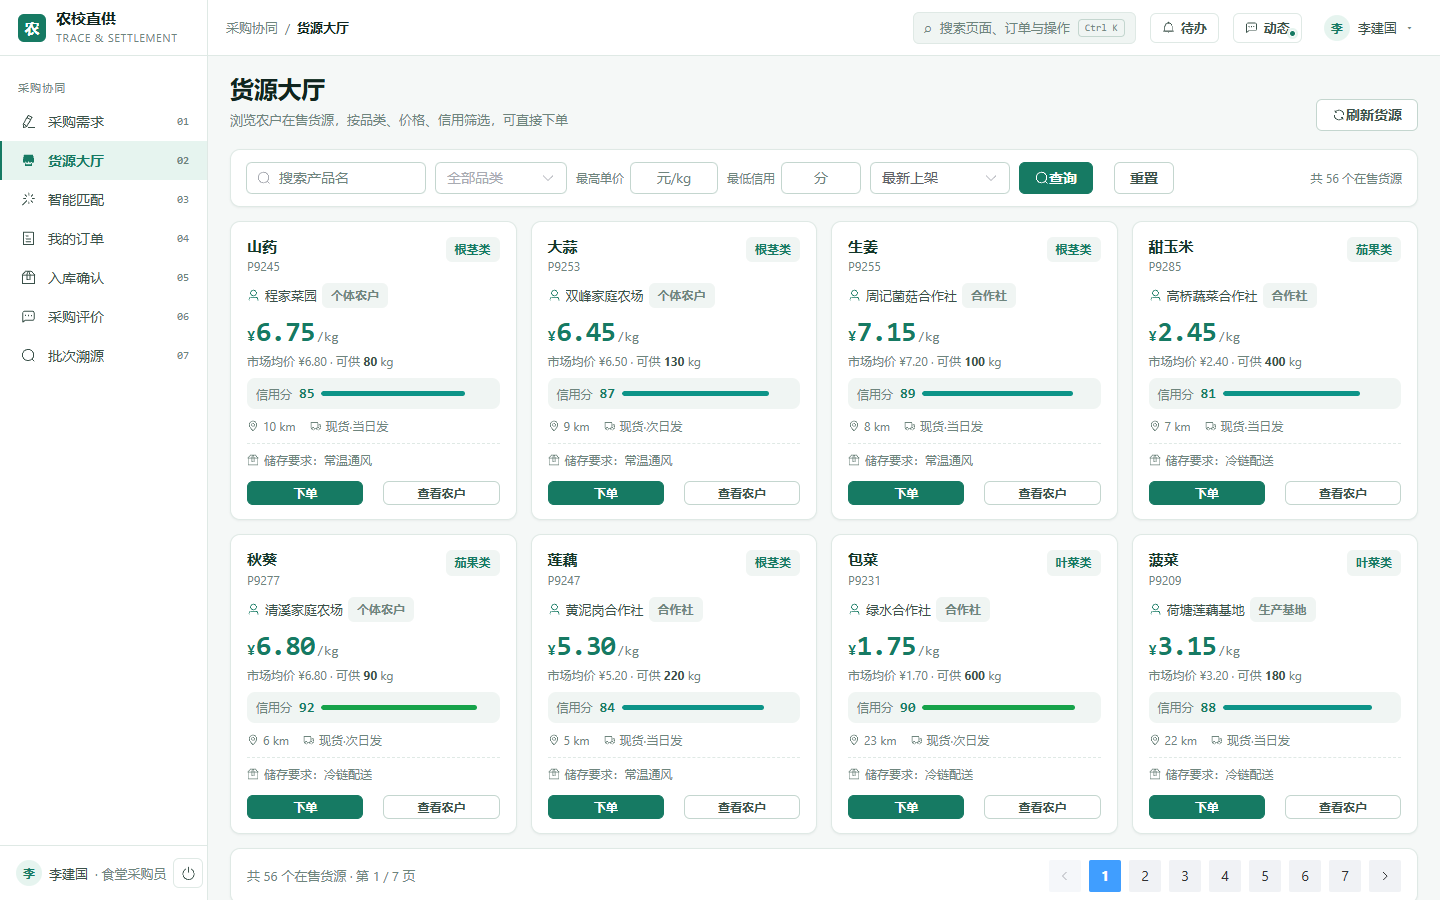 农
农校直供
TRACE & SETTLEMENT
采购协同 / 货源大厅
搜索页面、订单与操作 Ctrl K
待办
动态
李 李建国
采购协同
采购需求 01
货源大厅 02
智能匹配 03
我的订单 04
入库确认 05
采购评价 06
批次溯源 07
李 李建国 · 食堂采购员
货源大厅
浏览农户在售货源，按品类、价格、信用筛选，可直接下单
刷新货源
搜索产品名 全部品类 最高单价 元/kg 最低信用 分 最新上架 查询 重置 共 56 个在售货源
山药 根茎类
P9245
程家菜园 个体农户
¥6.75/kg
市场均价 ¥6.80 · 可供 80 kg
信用分 85
10 km 现货·当日发
储存要求：常温通风
下单 查看农户
大蒜 根茎类
P9253
双峰家庭农场 个体农户
¥6.45/kg
市场均价 ¥6.50 · 可供 130 kg
信用分 87
9 km 现货·次日发
储存要求：常温通风
下单 查看农户
生姜 根茎类
P9255
周记菌菇合作社 合作社
¥7.15/kg
市场均价 ¥7.20 · 可供 100 kg
信用分 89
8 km 现货·当日发
储存要求：常温通风
下单 查看农户
甜玉米 茄果类
P9285
高桥蔬菜合作社 合作社
¥2.45/kg
市场均价 ¥2.40 · 可供 400 kg
信用分 81
7 km 现货·当日发
储存要求：冷链配送
下单 查看农户
秋葵 茄果类
P9277
清溪家庭农场 个体农户
¥6.80/kg
市场均价 ¥6.80 · 可供 90 kg
信用分 92
6 km 现货·次日发
储存要求：冷链配送
下单 查看农户
莲藕 根茎类
P9247
黄泥岗合作社 合作社
¥5.30/kg
市场均价 ¥5.20 · 可供 220 kg
信用分 84
5 km 现货·当日发
储存要求：常温通风
下单 查看农户
包菜 叶菜类
P9231
绿水合作社 合作社
¥1.75/kg
市场均价 ¥1.70 · 可供 600 kg
信用分 90
23 km 现货·次日发
储存要求：冷链配送
下单 查看农户
菠菜 叶菜类
P9209
荷塘莲藕基地 生产基地
¥3.15/kg
市场均价 ¥3.20 · 可供 180 kg
信用分 88
22 km 现货·当日发
储存要求：冷链配送
下单 查看农户
共 56 个在售货源 · 第 1 / 7 页
1 2 3 4 5 6 7